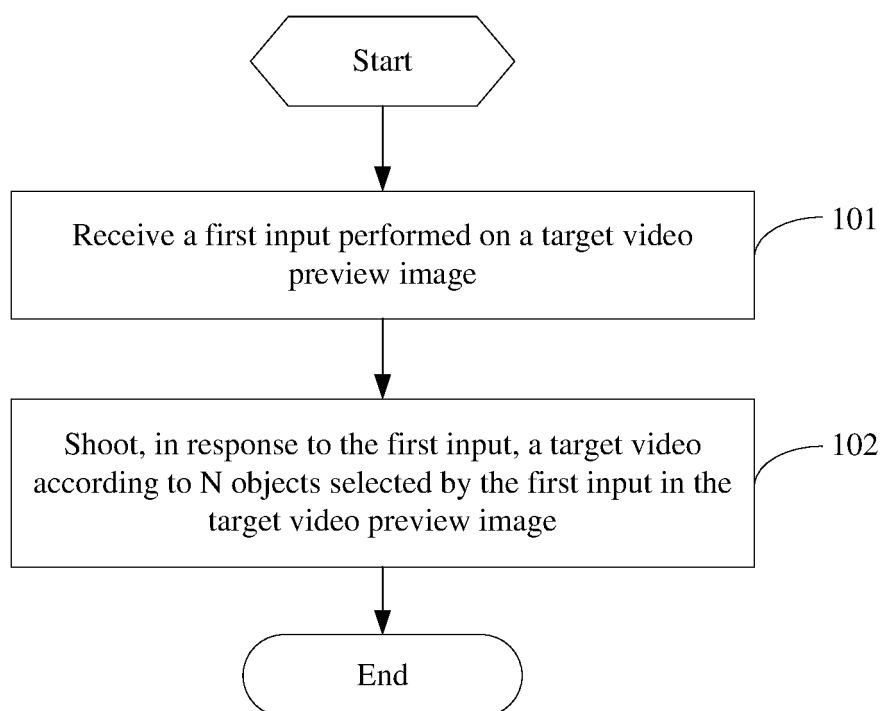 Start
Receive a first input performed on a target video
preview image
101
Shoot, in response to the first input, a target video
according to N objects selected by the first input in the
target video preview image
102
End